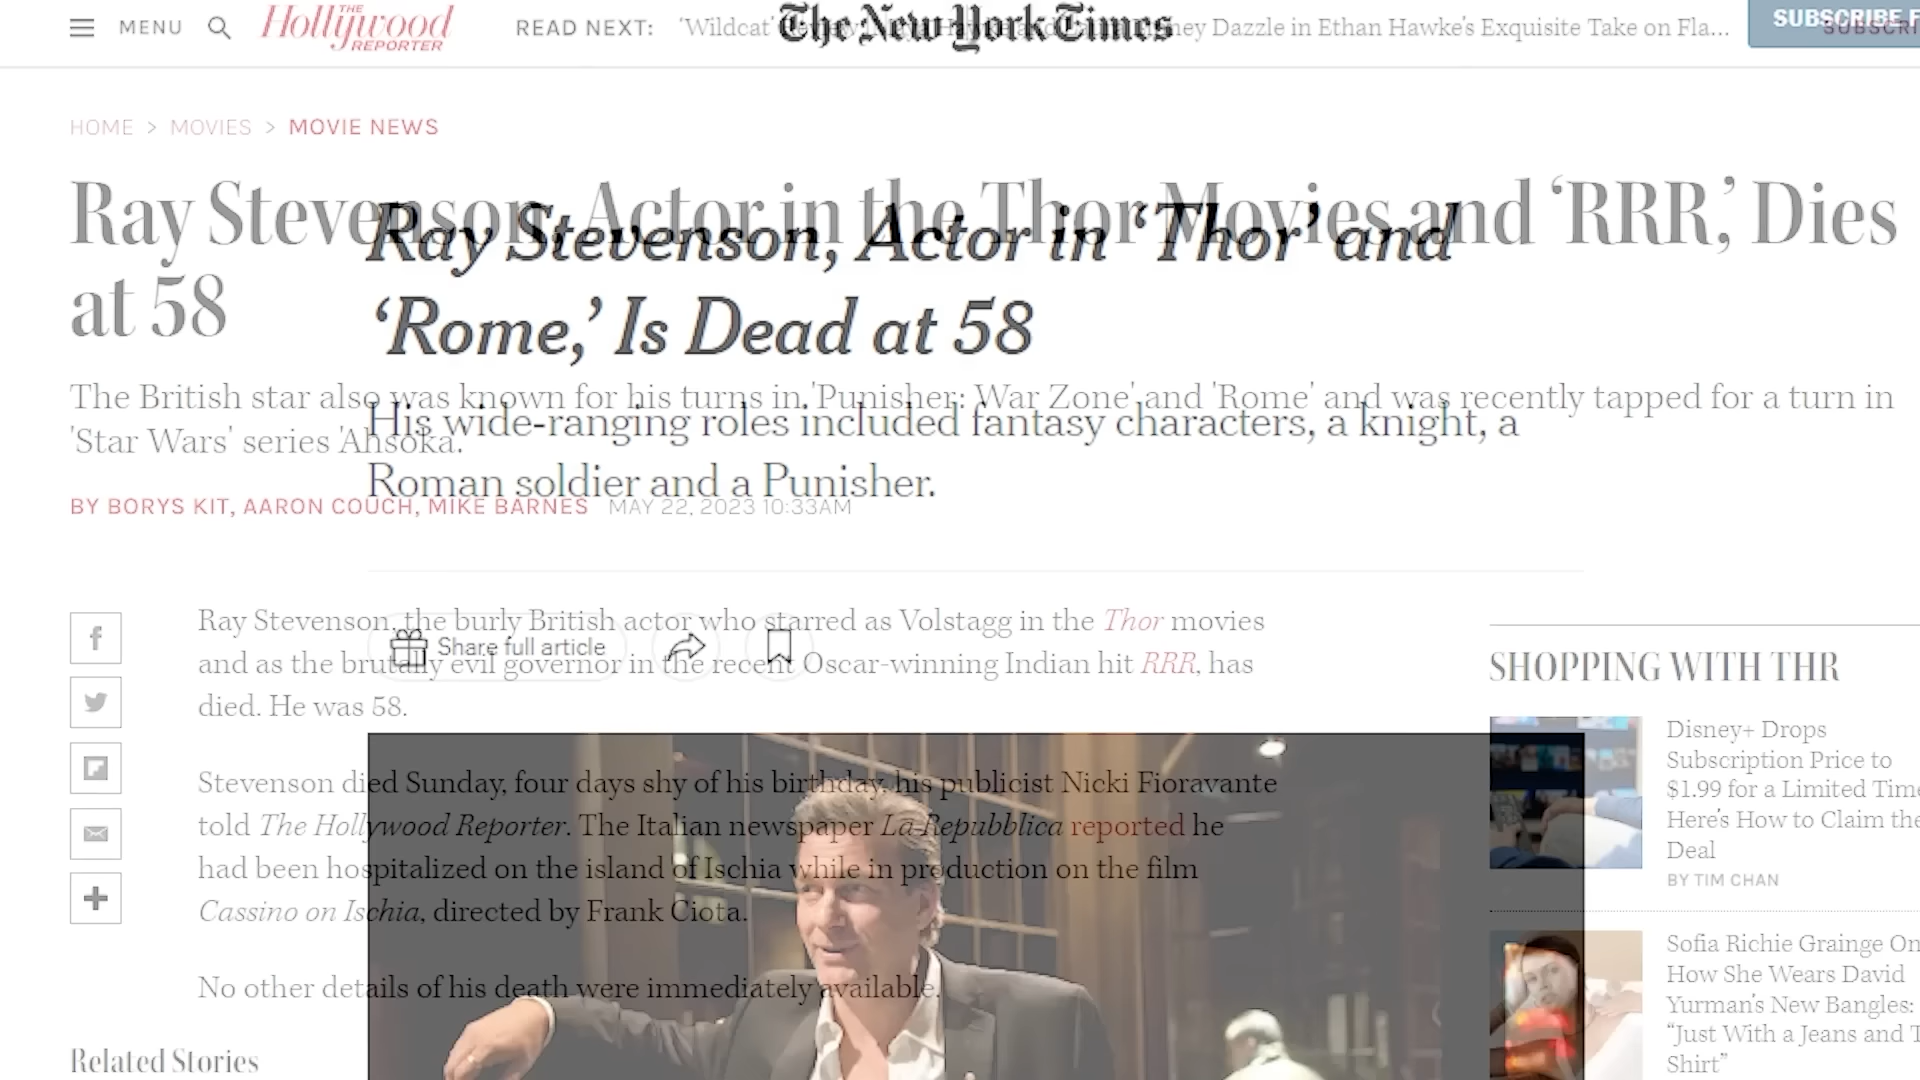 MENU
THE
Hollywood
REPORTER
READ NEXT:
'Wildcat'
The New York Times
ney Dazzle in Ethan Hawke's Exquisite Take on Fla...
SUBSCRIBE F
SUBSCRI
HOME > MOVIES > MOVIE NEWS
Ray Stevenson, Actor in the Thor Movies and 'RRR,' Dies
at 58
Ray Stevenson, Actor in 'Thor' and
'Rome,' Is Dead at 58
The British star also was known for his turns in 'Punisher: War Zone' and 'Rome' and was recently tapped for a turn in
'Star Wars' series 'Ahsoka.'
His wide-ranging roles included fantasy characters, a knight, a
Roman soldier and a Punisher.
BY BORYS KIT, AARON COUCH, MIKE BARNES MAY 22, 2023 10:33AM
Ray Stevenson, the burly British actor who starred as Volstagg in the Thor movies
and as the brutally evil governor in the recent Oscar-winning Indian hit RRR, has
died. He was 58.
Share full article
Stevenson died Sunday, four days shy of his birthday, his publicist Nicki Fioravante
told The Hollywood Reporter. The Italian newspaper La Repubblica reported he
had been hospitalized on the island of Ischia while in production on the film
Cassino on Ischia, directed by Frank Ciota.
No other details of his death were immediately available.
Related Stories
SHOPPING WITH THR
Disney+ Drops
Subscription Price to
$1.99 for a Limited Time
Here's How to Claim the
Deal
BY TIM CHAN
Sofia Richie Grainge On
How She Wears David
Yurman's New Bangles:
"Just With a Jeans and T
Shirt"